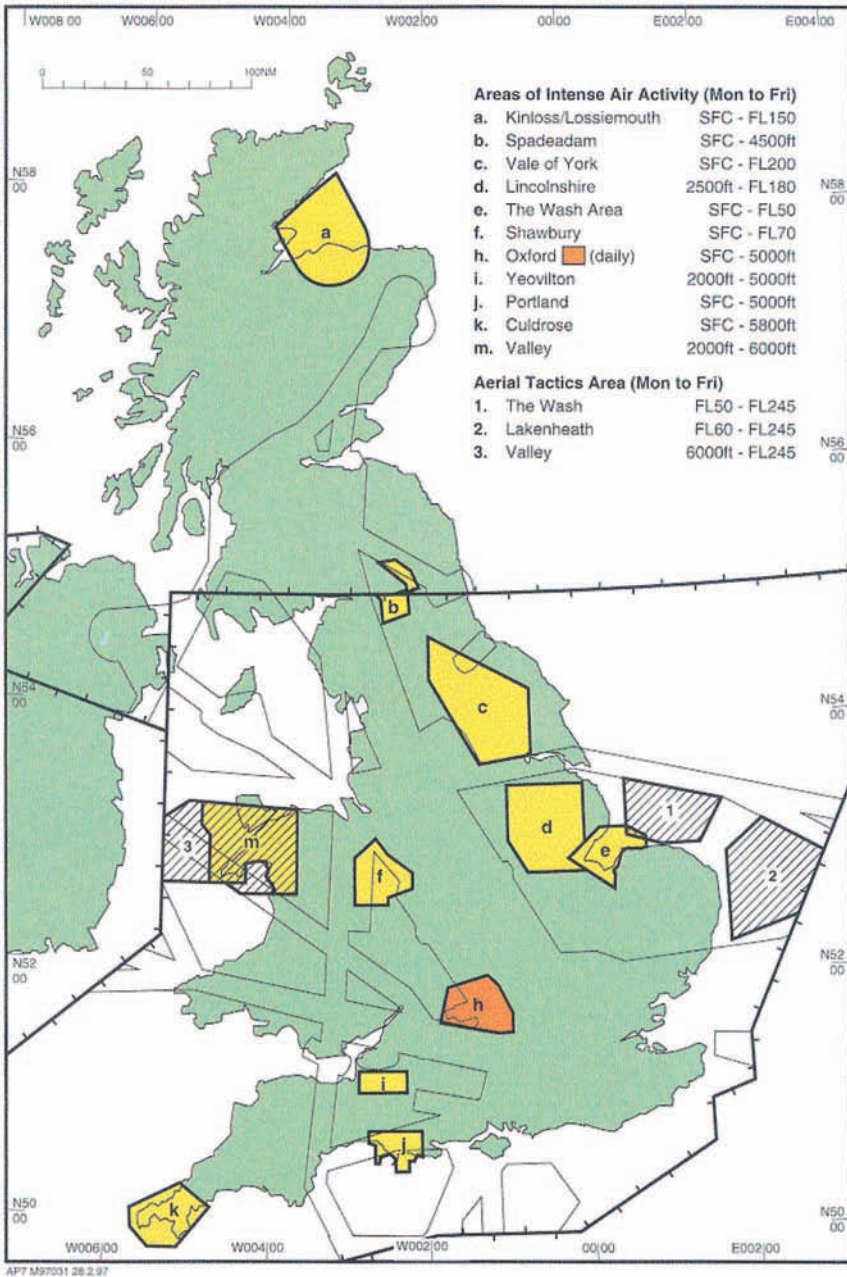 W008 00 W006 00 W004 00 W002 00 00 00 E002 00 E004 00
0 50 100NM
Areas of Intense Air Activity (Mon to Fri)
a. Kinloss/Lossiemouth SFC - FL150
b. Spadeadam SFC - 4500ft
c. Vale of York SFC - FL200
d. Lincolnshire 2500ft - FL180
e. The Wash Area SFC - FL50
f. Shawbury SFC - FL70
h. Oxford (daily) SFC - 5000ft
i. Yeovilton 2000ft - 5000ft
j. Portland SFC - 5000ft
k. Culdrose SFC - 5800ft
m. Valley 2000ft - 6000ft
Aerial Tactics Area (Mon to Fri)
1. The Wash FL50 - FL245
2. Lakenheath FL60 - FL245
3. Valley 6000ft - FL245
N58
00
N58
00
a
N56
00
N56
00
b
N54
00
N54
00
c
1
d
3
m
e
f
2
N52
00
N52
00
h
i
j
N50
00
N50
00
k
W006 00 W004 00 W002 00 00 00 E002 00
AP7 M97031 28.2.97